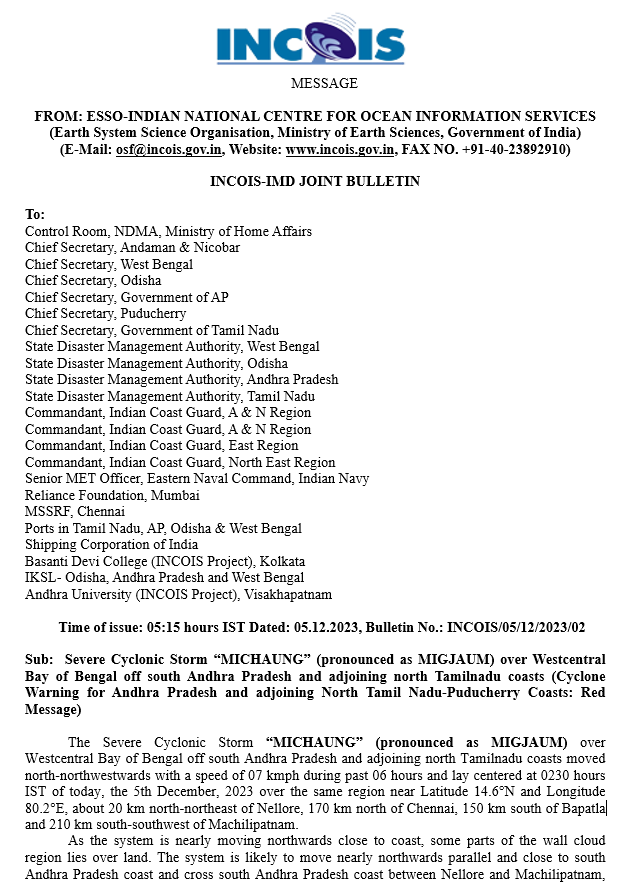 INCOIS
MESSAGE
FROM: ESSO-INDIAN NATIONAL CENTRE FOR OCEAN INFORMATION SERVICES
(Earth System Science Organisation, Ministry of Earth Sciences, Government of India)
(E-Mail: osf@incois.gov.in, Website: www.incois.gov.in, FAX NO. +91-40-23892910)
INCOIS-IMD JOINT BULLETIN
To:
Control Room, NDMA, Ministry of Home Affairs
Chief Secretary, Andaman & Nicobar
Chief Secretary, West Bengal
Chief Secretary, Odisha
Chief Secretary, Government of AP
Chief Secretary, Puducherry
Chief Secretary, Government of Tamil Nadu
State Disaster Management Authority, West Bengal
State Disaster Management Authority, Odisha
State Disaster Management Authority, Andhra Pradesh
State Disaster Management Authority, Tamil Nadu
Commandant, Indian Coast Guard, A & N Region
Commandant, Indian Coast Guard, A & N Region
Commandant, Indian Coast Guard, East Region
Commandant, Indian Coast Guard, North East Region
Senior MET Officer, Eastern Naval Command, Indian Navy
Reliance Foundation, Mumbai
MSSRF, Chennai
Ports in Tamil Nadu, AP, Odisha & West Bengal
Shipping Corporation of India
Basanti Devi College (INCOIS Project), Kolkata
IKSL- Odisha, Andhra Pradesh and West Bengal
Andhra University (INCOIS Project), Visakhapatnam
Time of issue: 05:15 hours IST Dated: 05.12.2023, Bulletin No.: INCOIS/05/12/2023/02
Sub: Severe Cyclonic Storm “MICHAUNG” (pronounced as MIGJAUM) over Westcentral
Bay of Bengal off south Andhra Pradesh and adjoining north Tamilnadu coasts (Cyclone
Warning for Andhra Pradesh and adjoining North Tamil Nadu-Puducherry Coasts: Red
Message)
The Severe Cyclonic Storm “MICHAUNG” (pronounced as MIGJAUM) over
Westcentral Bay of Bengal off south Andhra Pradesh and adjoining north Tamilnadu coasts moved
north-northwestwards with a speed of 07 kmph during past 06 hours and lay centered at 0230 hours
IST of today, the 5th December, 2023 over the same region near Latitude 14.6°N and Longitude
80.2°E, about 20 km north-northeast of Nellore, 170 km north of Chennai, 150 km south of Bapatla
and 210 km south-southwest of Machilipatnam.
As the system is nearly moving northwards close to coast, some parts of the wall cloud
region lies over land. The system is likely to move nearly northwards parallel and close to south
Andhra Pradesh coast and cross south Andhra Pradesh coast between Nellore and Machilipatnam,